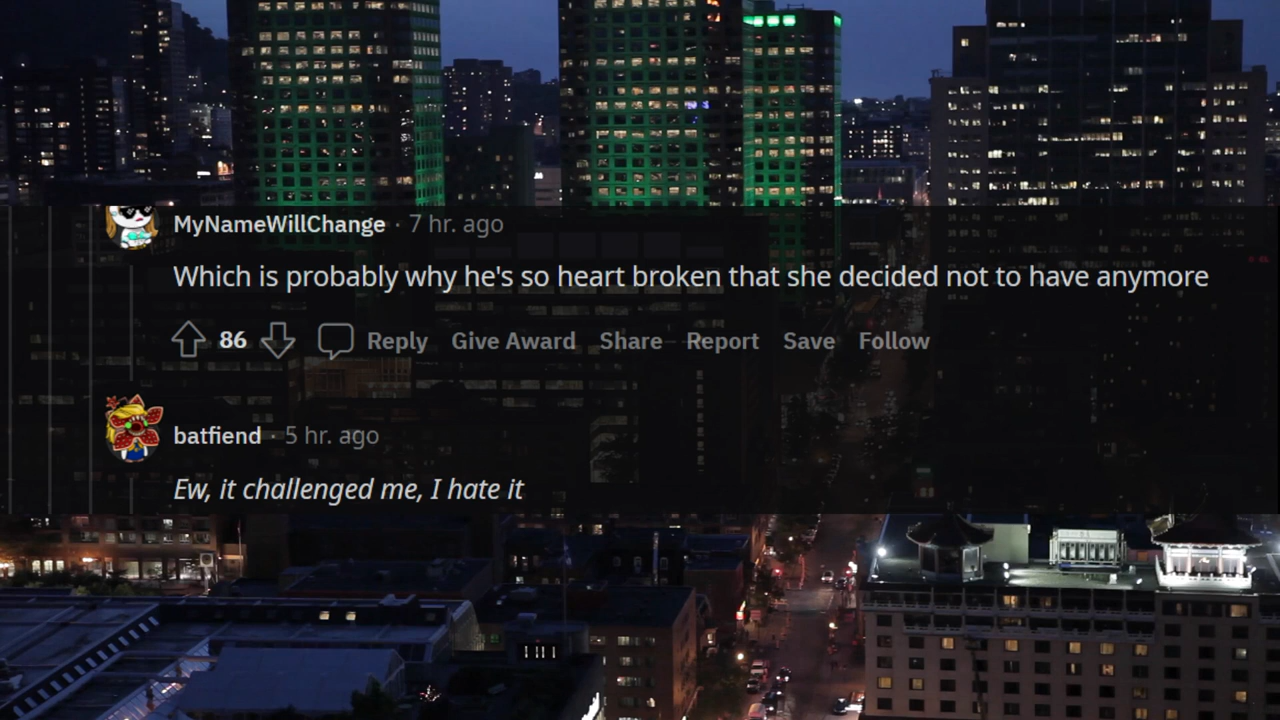 MyNameWillChange · 7 hr. ago
Which is probably why he's so heart broken that she decided not to have anymore
86 Reply Give Award Share Report Save Follow
batfiend · 5 hr. ago
Ew, it challenged me, I hate it